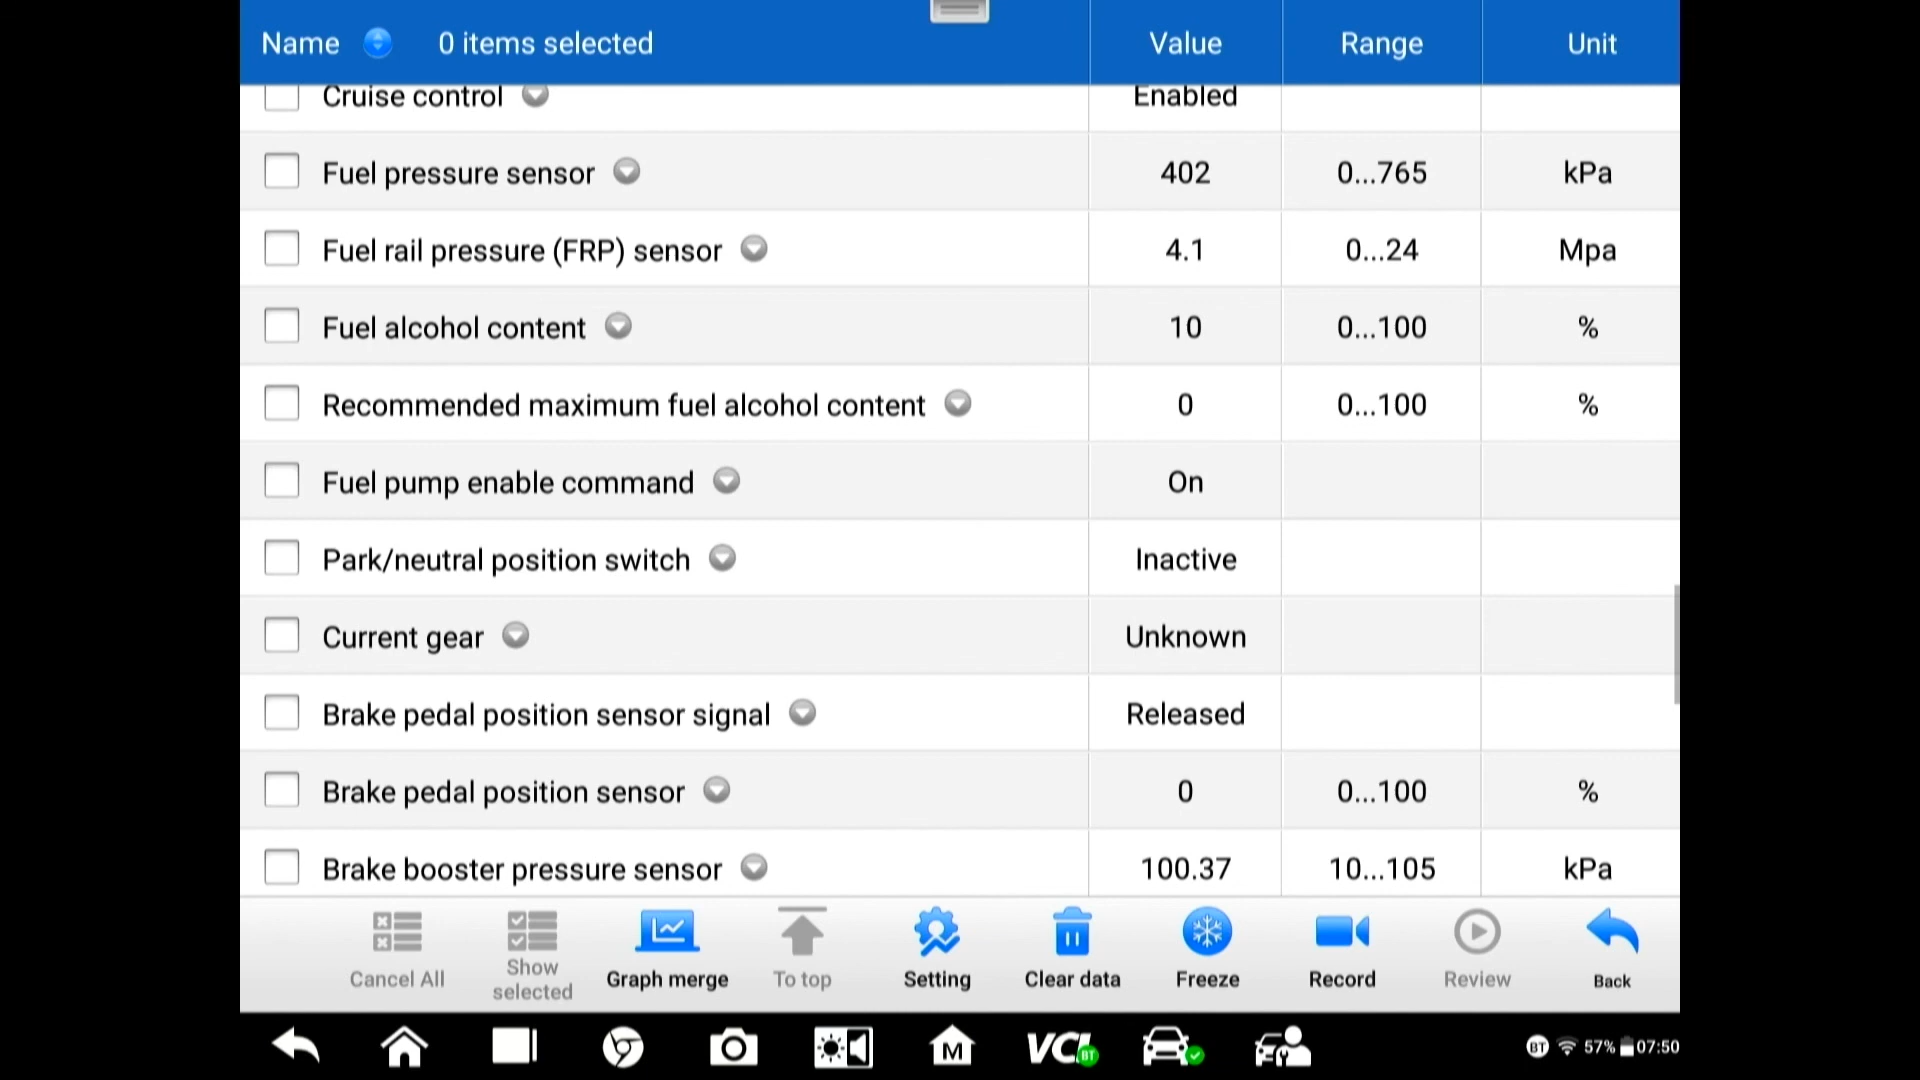 Name 0 items selected Value Range Unit
Cruise control Enabled
Fuel pressure sensor 402 0...765 kPa
Fuel rail pressure (FRP) sensor 4.1 0...24 Mpa
Fuel alcohol content 10 0...100 %
Recommended maximum fuel alcohol content 0 0...100 %
Fuel pump enable command On
Park/neutral position switch Inactive
Current gear Unknown
Brake pedal position sensor signal Released
Brake pedal position sensor 0 0...100 %
Brake booster pressure sensor 100.37 10...105 kPa
Cancel All
Show
selected
Graph merge
To top
Setting
Clear data
Freeze
Record
Review
Back
M
VCI
BT
BT 57% 07:50